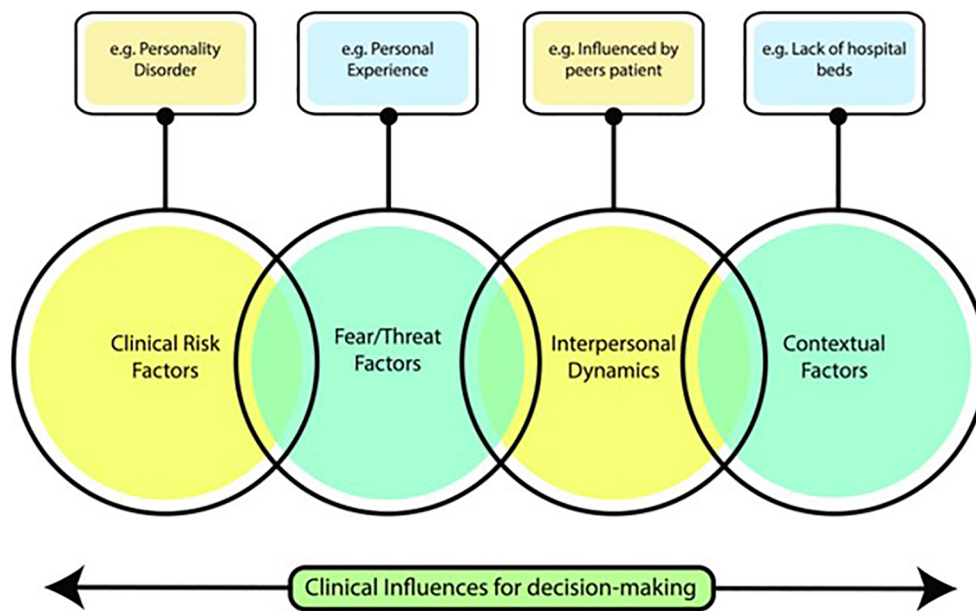 e.g. Personality
Disorder
e.g. Personal
Experience
e.g. Influenced by
peers patient
e.g. Lack of hospital
beds
Clinical Risk
Factors
Fear/Threat
Factors
Interpersonal
Dynamics
Contextual
Factors
Clinical Influences for decision-making